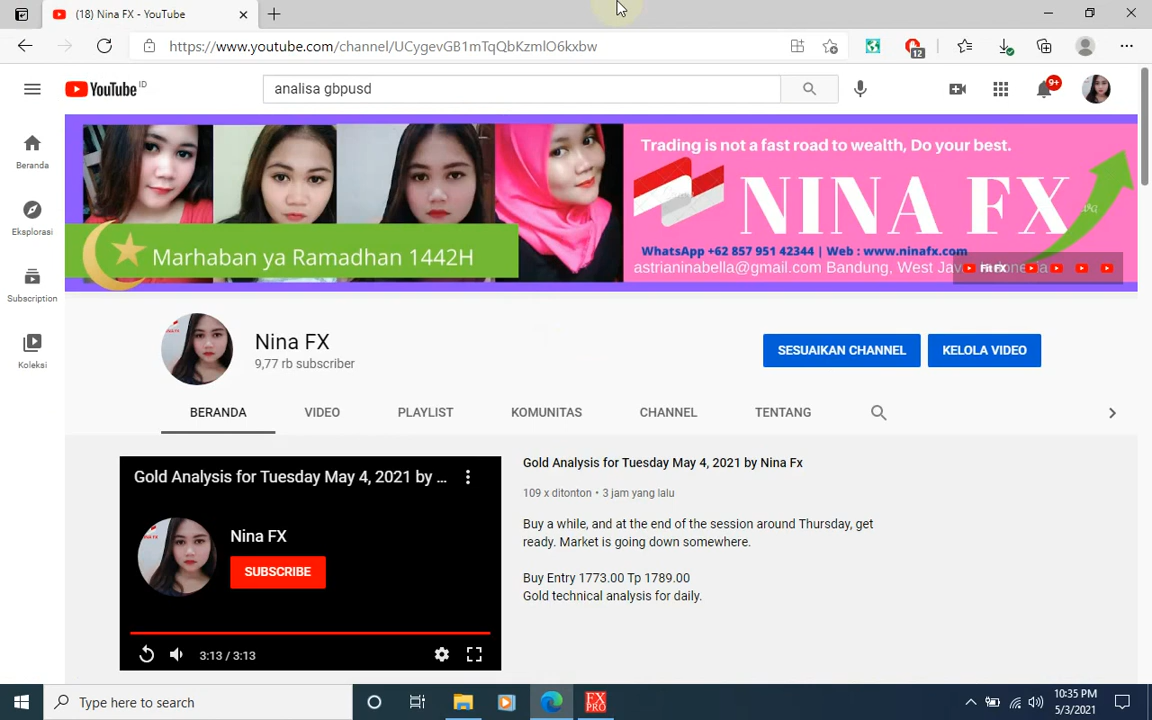 (18) Nina FX - YouTube
https://www.youtube.com/channel/UCygevGB1mTqQbKzmlO6kxbw
12
YouTube ID
analisa gbpusd
9+
Beranda
Eksplorasi
Subscription
Koleksi
Trading is not a fast road to wealth, Do your best.
NINA FX
Marhaban ya Ramadhan 1442H
WhatsApp +62 857 951 42344 | Web : www.ninafx.com
astrianinabella@gmail.com Bandung, West Java, Indonesia
Fit FX
Nina FX
9,77 rb subscriber
SESUAIKAN CHANNEL
KELOLA VIDEO
BERANDA
VIDEO
PLAYLIST
KOMUNITAS
CHANNEL
TENTANG
Gold Analysis for Tuesday May 4, 2021 by ...
Nina FX
SUBSCRIBE
3:13 / 3:13
Gold Analysis for Tuesday May 4, 2021 by Nina Fx
109 x ditonton • 3 jam yang lalu
Buy a while, and at the end of the session around Thursday, get
ready. Market is going down somewhere.
Buy Entry 1773.00 Tp 1789.00
Gold technical analysis for daily.
Type here to search
FX
PRO
10:35 PM
5/3/2021